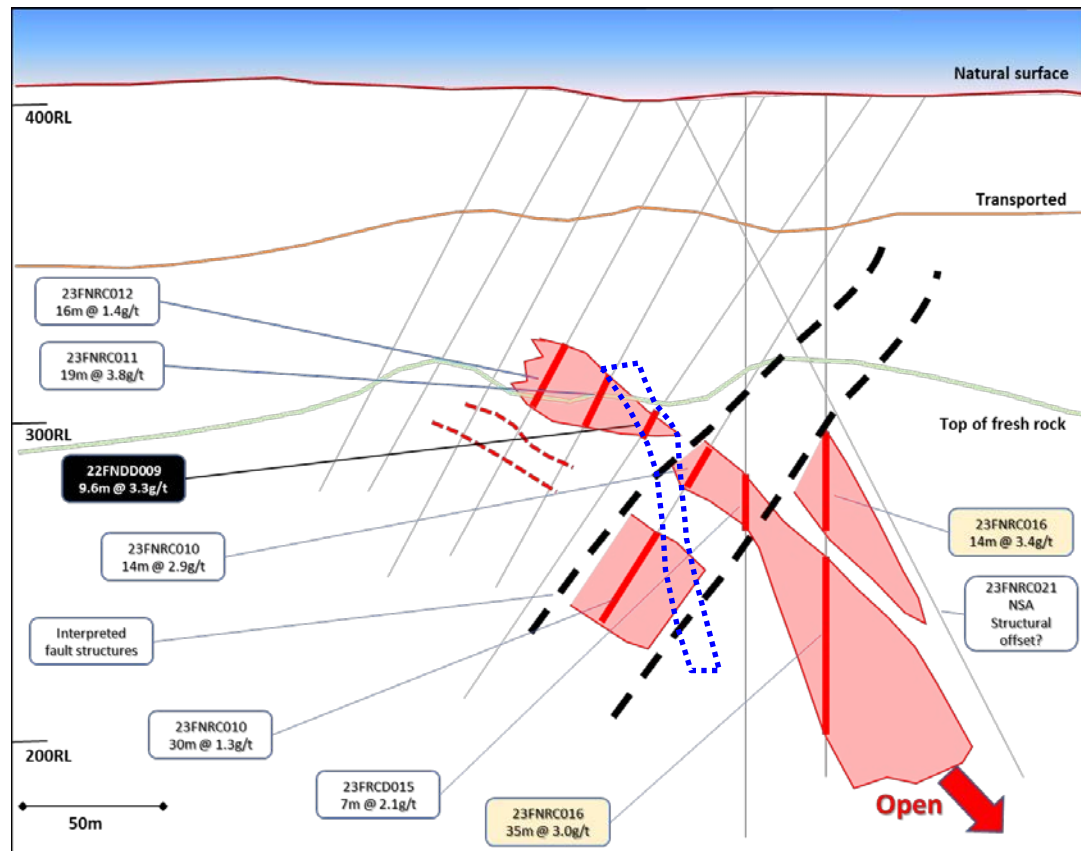 Natural surface
400RL
Transported
23FNRC012
16m @ 1.4g/t
23FNRC011
19m @ 3.8g/t
300RL
Top of fresh rock
22FNDD009
9.6m @ 3.3g/t
23FNRC010
14m @ 2.9g/t
23FNRC016
14m @ 3.4g/t
23FNRC021
NSA
Structural
offset?
Interpreted
fault structures
23FNRC010
30m @ 1.3g/t
200RL
23FNRCD015
7m @ 2.1g/t
23FNRC016
35m @ 3.0g/t
Open
50m